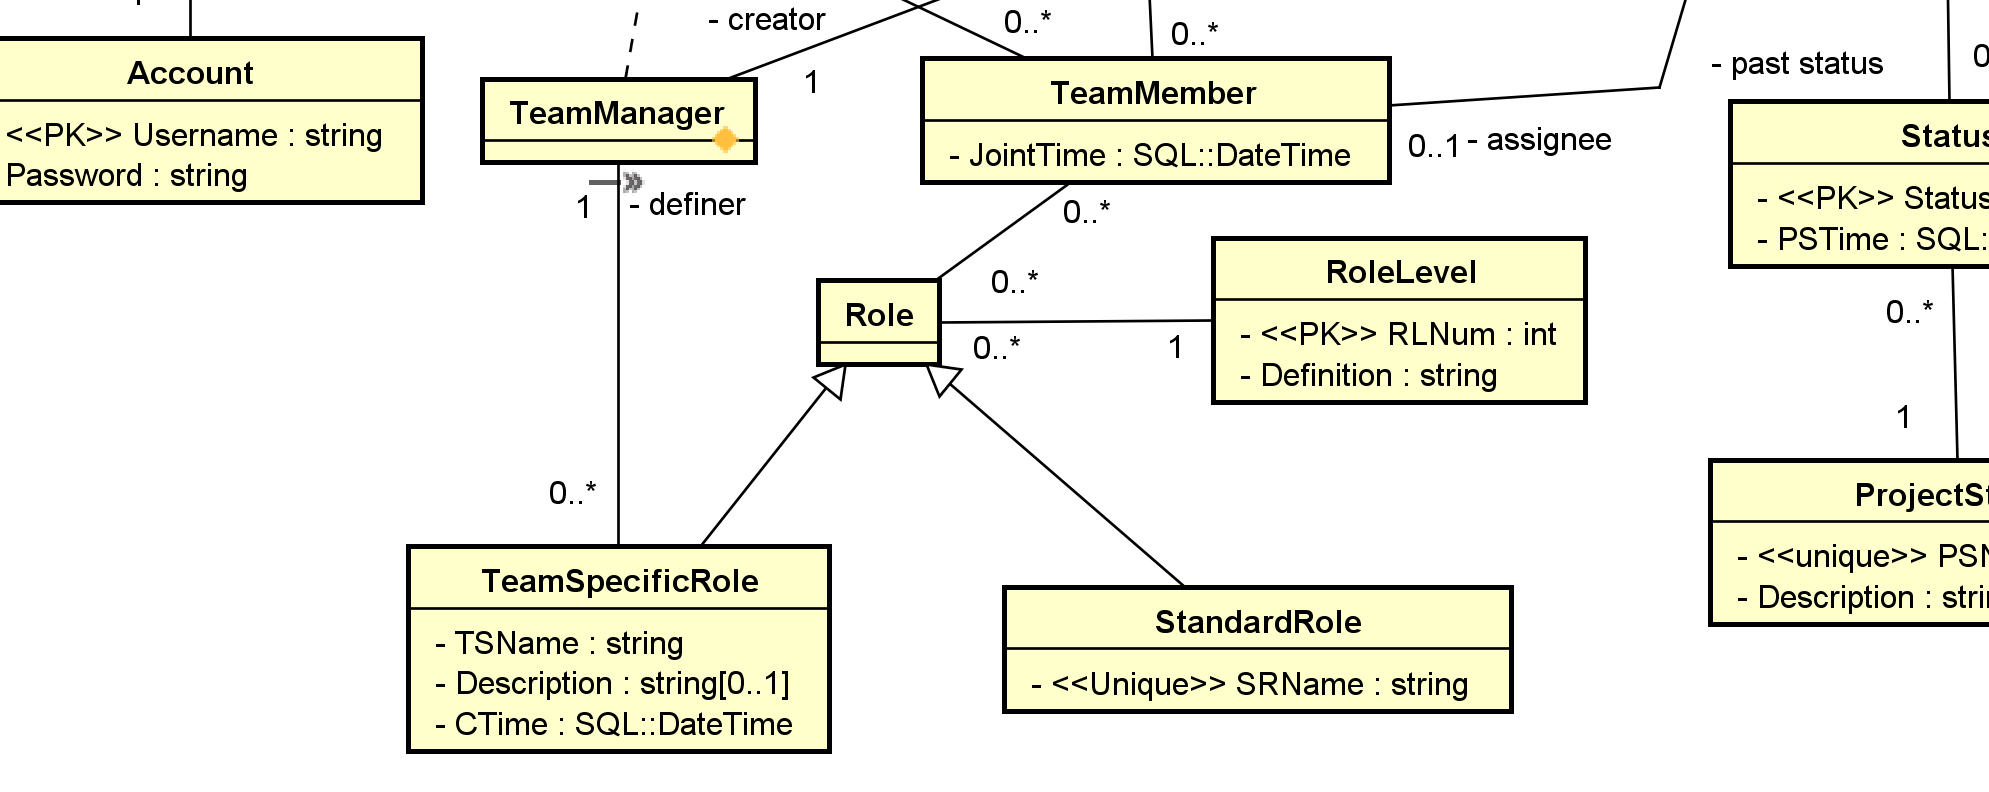 - creator
0..*
0..*
1
Account
<<PK>> Username : string
Password : string
TeamManager
1
- definer
TeamMember
- JointTime : SQL::DateTime
0..1
- assignee
- past status
0..*
0..*
Role
0..*
1
RoleLevel
- <<PK>> RLNum : int
- Definition : string
- <<PK>>
- PSTime : SQL:
0..*
1
- <<unique>>
- Description :
0..*
TeamSpecificRole
- TSName : string
- Description : string[0..1]
- CTime : SQL::DateTime
StandardRole
- <<Unique>> SRName : string